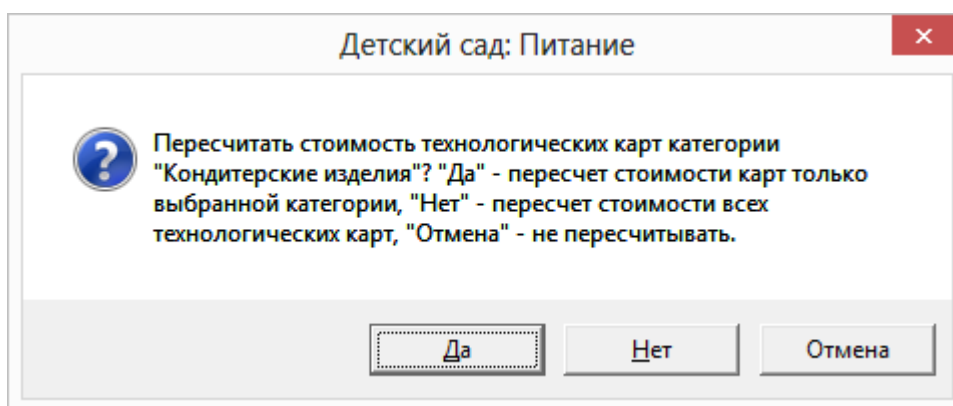 Детский сад: Питание
Пересчитать стоимость технологических карт категории
"Кондитерские изделия"? "Да" - пересчет стоимости карт только
выбранной категории, "Нет" - пересчет стоимости всех
технологических карт, "Отмена" - не пересчитывать.
Да Нет Отмена